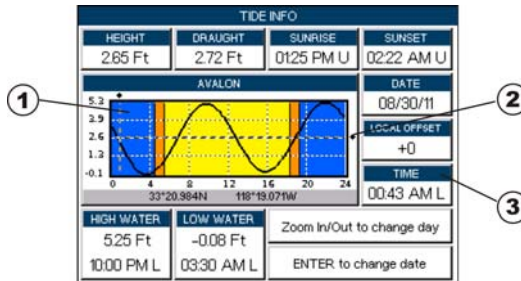 TIDE INFO
HEIGHT DRAUGHT SUNRISE SUNSET
2.65 Ft 2.72 Ft 01:25 PM U 02:22 AM U
AVALON DATE
08/30/11
1 2
5.2
3.9
2.6
1.3
-0.1
LOCAL OFFSET
+0
0 4 8 12 16 20 24
33°20.984N 118°19.071W
TIME
00:43 AM L
3
HIGH WATER LOW WATER
5.25 Ft -0.08 Ft
10:00 PM L 03:30 AM L
Zoom In/Out to change day
ENTER to change date